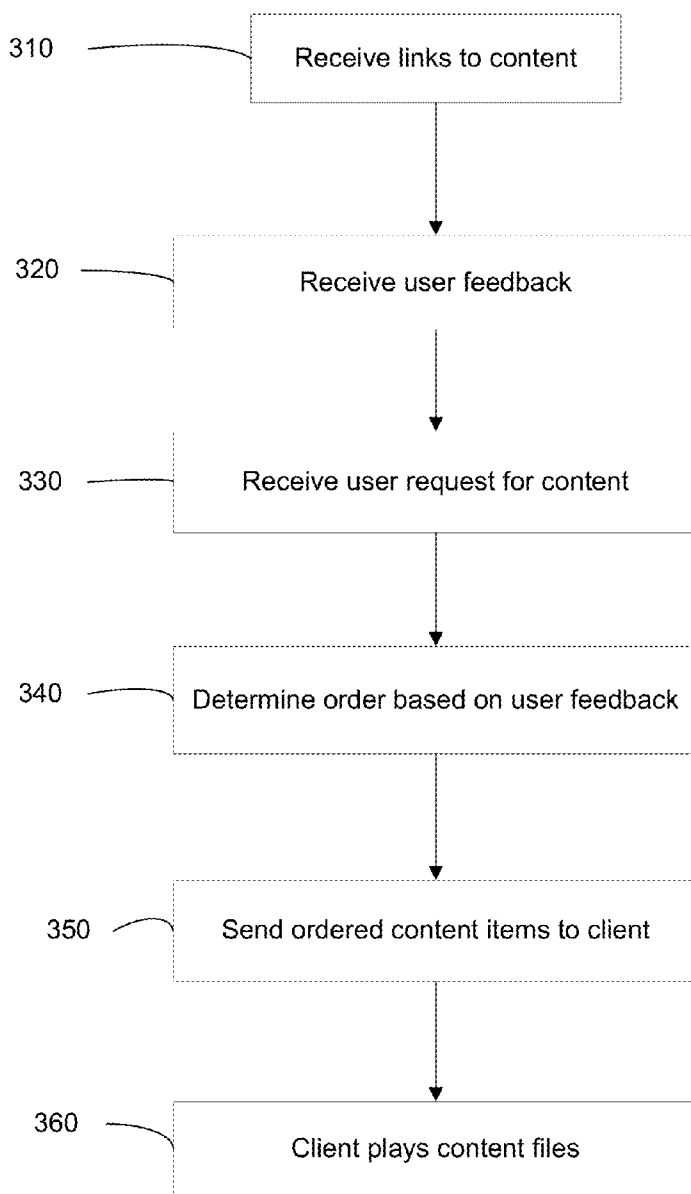 310
Receive links to content
320
Receive user feedback
330
Receive user request for content
340
Determine order based on user feedback
350
Send ordered content items to client
360
Client plays content files